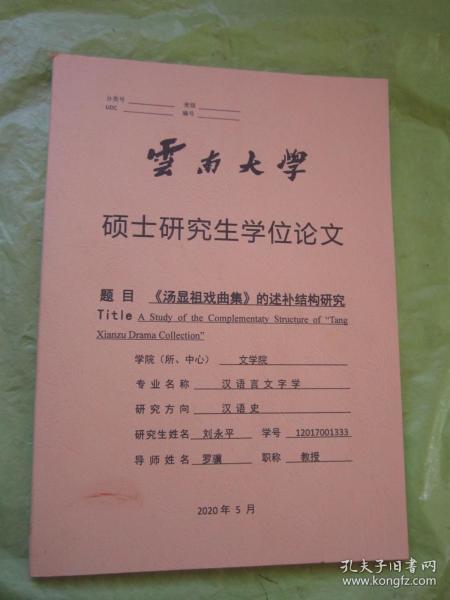 分类号 密级
UDC 编号
雲南大學
硕士研究生学位论文
题目 《汤显祖戏曲集》的述补结构研究
Title A Study of the Complementaty Structure of “Tang
Xianzu Drama Collection”
学院（所、中心） 文学院
专业名称 汉语言文字学
研究方向 汉语史
研究生姓名 刘永平 学号 12017001333
导师姓名 罗骥 职称 教授
2020年5月
孔夫子旧书网
www.kongfz.com